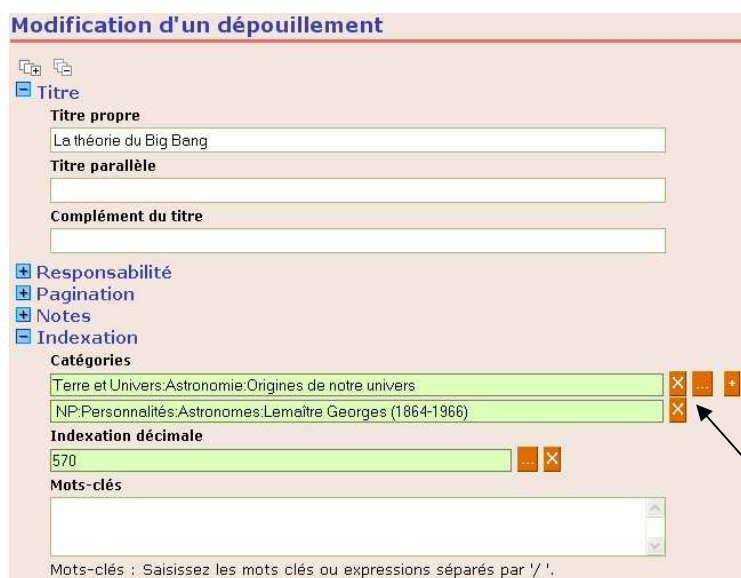 Modification d'un dépouillement
Titre
Titre propre
La théorie du Big Bang
Titre parallèle
Complément du titre
Responsabilité
Pagination
Notes
Indexation
Catégories
Terre et Univers:Astronomie:Origines de notre univers X ... +
NP:Personnalités:Astronomes:Lemaître Georges (1864-1966) X
Indexation décimale
570 ... X
Mots-clés
Mots-clés : Saisissez les mots clés ou expressions séparés par '/ '.